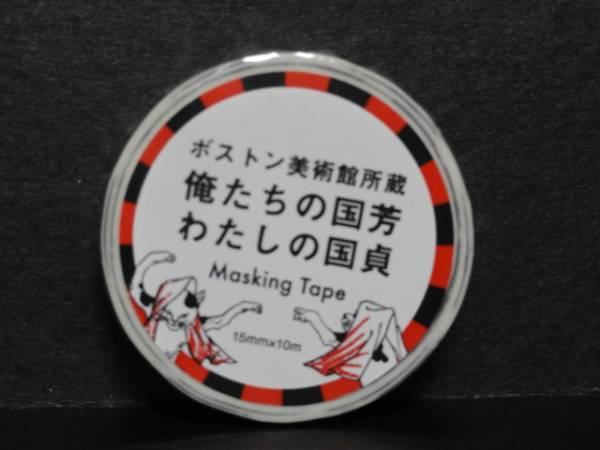 ボストン美術館所蔵
俺たちの国芳
わたしの国貞
Masking Tape
15mm×10m